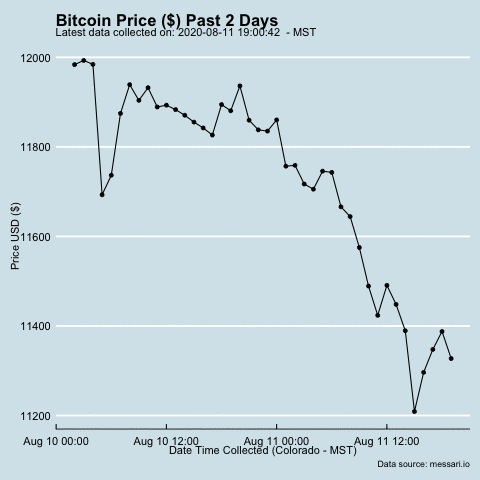 Bitcoin Price ($) Past 2 Days
Latest data collected on: 2020-08-11 19:00:42 - MST
12000
11800
11600
11400
11200
Price USD ($)
Aug 10 00:00 Aug 10 12:00 Aug 11 00:00 Aug 11 12:00
Date Time Collected (Colorado - MST)
Data source: messari.io